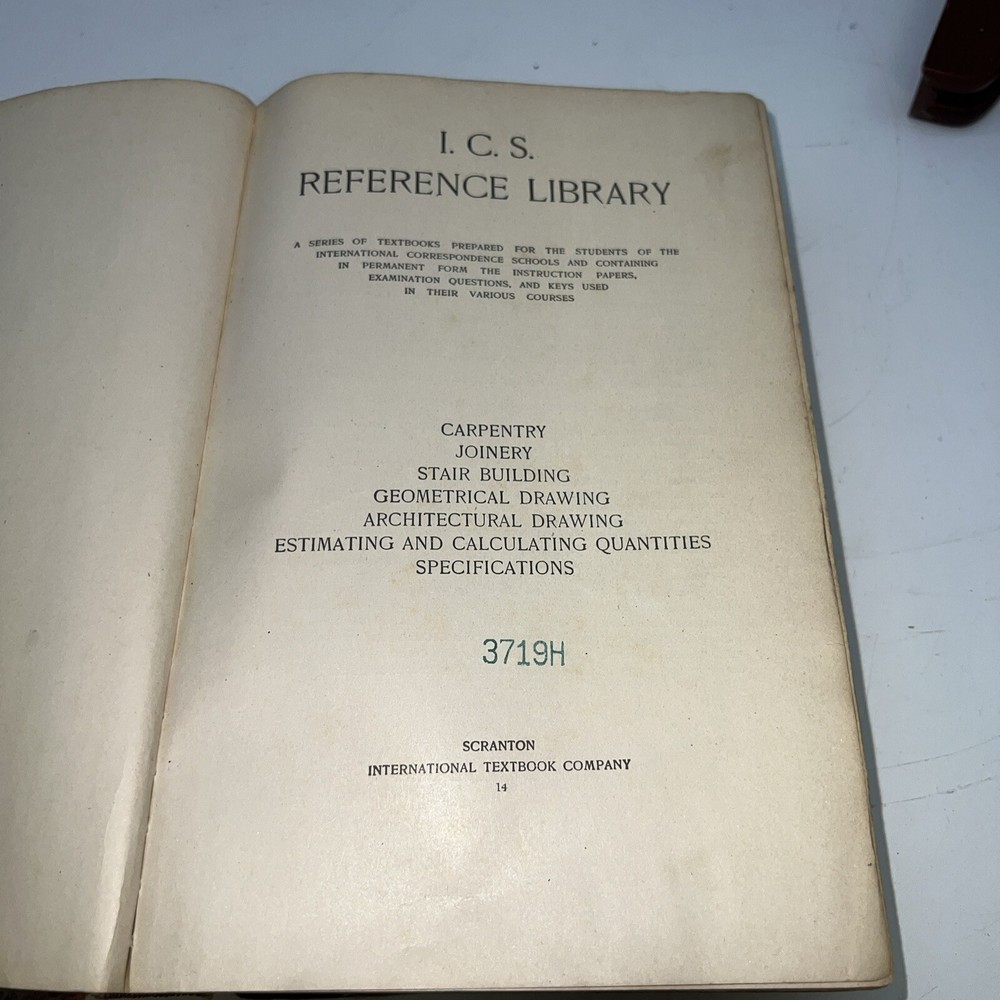 I. C. S.
REFERENCE LIBRARY
A SERIES OF TEXTBOOKS PREPARED FOR THE STUDENTS OF THE
INTERNATIONAL CORRESPONDENCE SCHOOLS AND CONTAINING
IN PERMANENT FORM THE INSTRUCTION PAPERS,
EXAMINATION QUESTIONS, AND KEYS USED
IN THEIR VARIOUS COURSES
CARPENTRY
JOINERY
STAIR BUILDING
GEOMETRICAL DRAWING
ARCHITECTURAL DRAWING
ESTIMATING AND CALCULATING QUANTITIES
SPECIFICATIONS
3719H
SCRANTON
INTERNATIONAL TEXTBOOK COMPANY
14